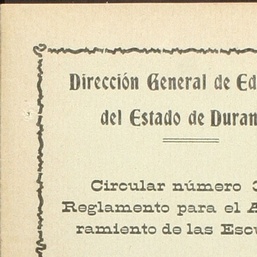 Dirección General de Ed
del Estado de Duran
Circular número
Reglamento para el A
ramiento de las Escu